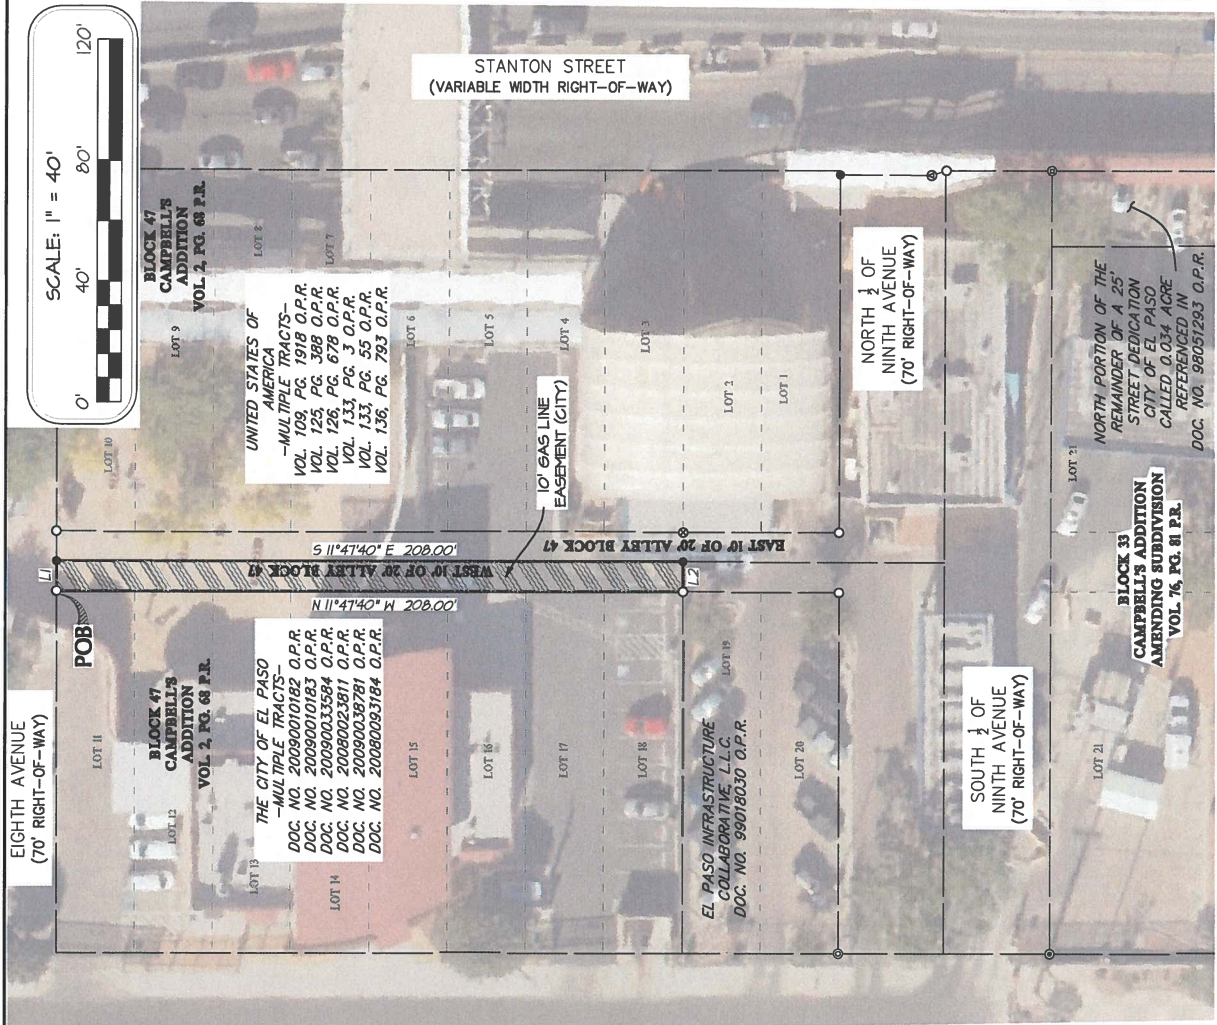 SCALE: 1" = 40'
0'
40'
80'
120'
STANTON STREET
(VARIABLE WIDTH RIGHT-OF-WAY)
EIGHTH AVENUE
(70' RIGHT-OF-WAY)
BLOCK 47
CAMPBELL'S
ADDITION
VOL. 2, PG. 68 P.R.
LOT 10
LOT 9
LOT 8
LOT 7
LOT 6
LOT 5
LOT 4
LOT 3
LOT 2
LOT 1
UNITED STATES OF
AMERICA
-MULTIPLE TRACTS-
VOL. 109, PG. 1918 O.P.R.
VOL. 125, PG. 388 O.P.R.
VOL. 126, PG. 678 O.P.R.
VOL. 133, PG. 3 O.P.R.
VOL. 133, PG. 55 O.P.R.
VOL. 136, PG. 793 O.P.R.
10' GAS LINE
EASEMENT (CITY)
L1
S 11°47'40" E 208.00'
WEST 10' OF 20' ALLEY BLOCK 47
EAST 10' OF 20' ALLEY BLOCK 47
N 11°47'40" W 208.00'
L2
POB
BLOCK 47
CAMPBELL'S
ADDITION
VOL. 2, PG. 68 P.R.
THE CITY OF EL PASO
-MULTIPLE TRACTS-
DOC. NO. 20090010182 O.P.R.
DOC. NO. 20090010183 O.P.R.
DOC. NO. 20090033584 O.P.R.
DOC. NO. 20080023811 O.P.R.
DOC. NO. 20090038781 O.P.R.
DOC. NO. 20080093184 O.P.R.
LOT 11
LOT 12
LOT 13
LOT 14
LOT 15
LOT 16
LOT 17
LOT 18
LOT 19
LOT 20
EL PASO INFRASTRUCTURE
COLLABORATIVE, L.L.C.
DOC. NO. 99018030 O.P.R.
NORTH 1/2 OF
NINTH AVENUE
(70' RIGHT-OF-WAY)
SOUTH 1/2 OF
NINTH AVENUE
(70' RIGHT-OF-WAY)
NORTH PORTION OF THE
REMAINDER OF A 25'
STREET DEDICATION
CITY OF EL PASO
CALLED 0.034 ACRE
REFERENCED IN
DOC. NO. 98051293 O.P.R.
LOT 21
BLOCK 33
CAMPBELL'S ADDITION
AMENDING SUBDIVISION
VOL. 76, PG. 81 P.R.
LOT 21